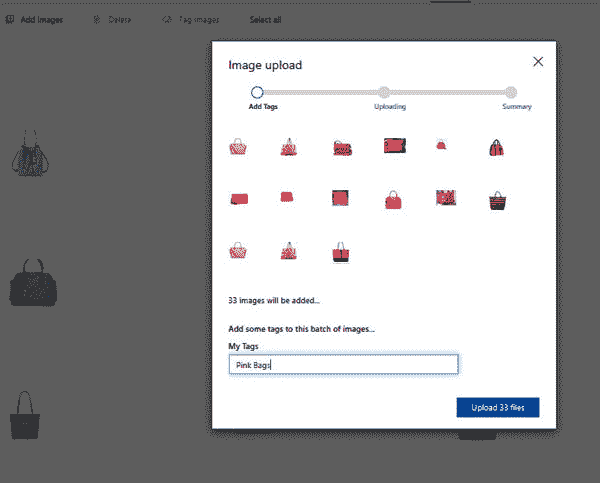 Add images Delete Tag images Select all
Image upload
Add Tags Uploading Summary
33 images will be added...
Add some tags to this batch of images...
My Tags
Pink Bags
Upload 33 files